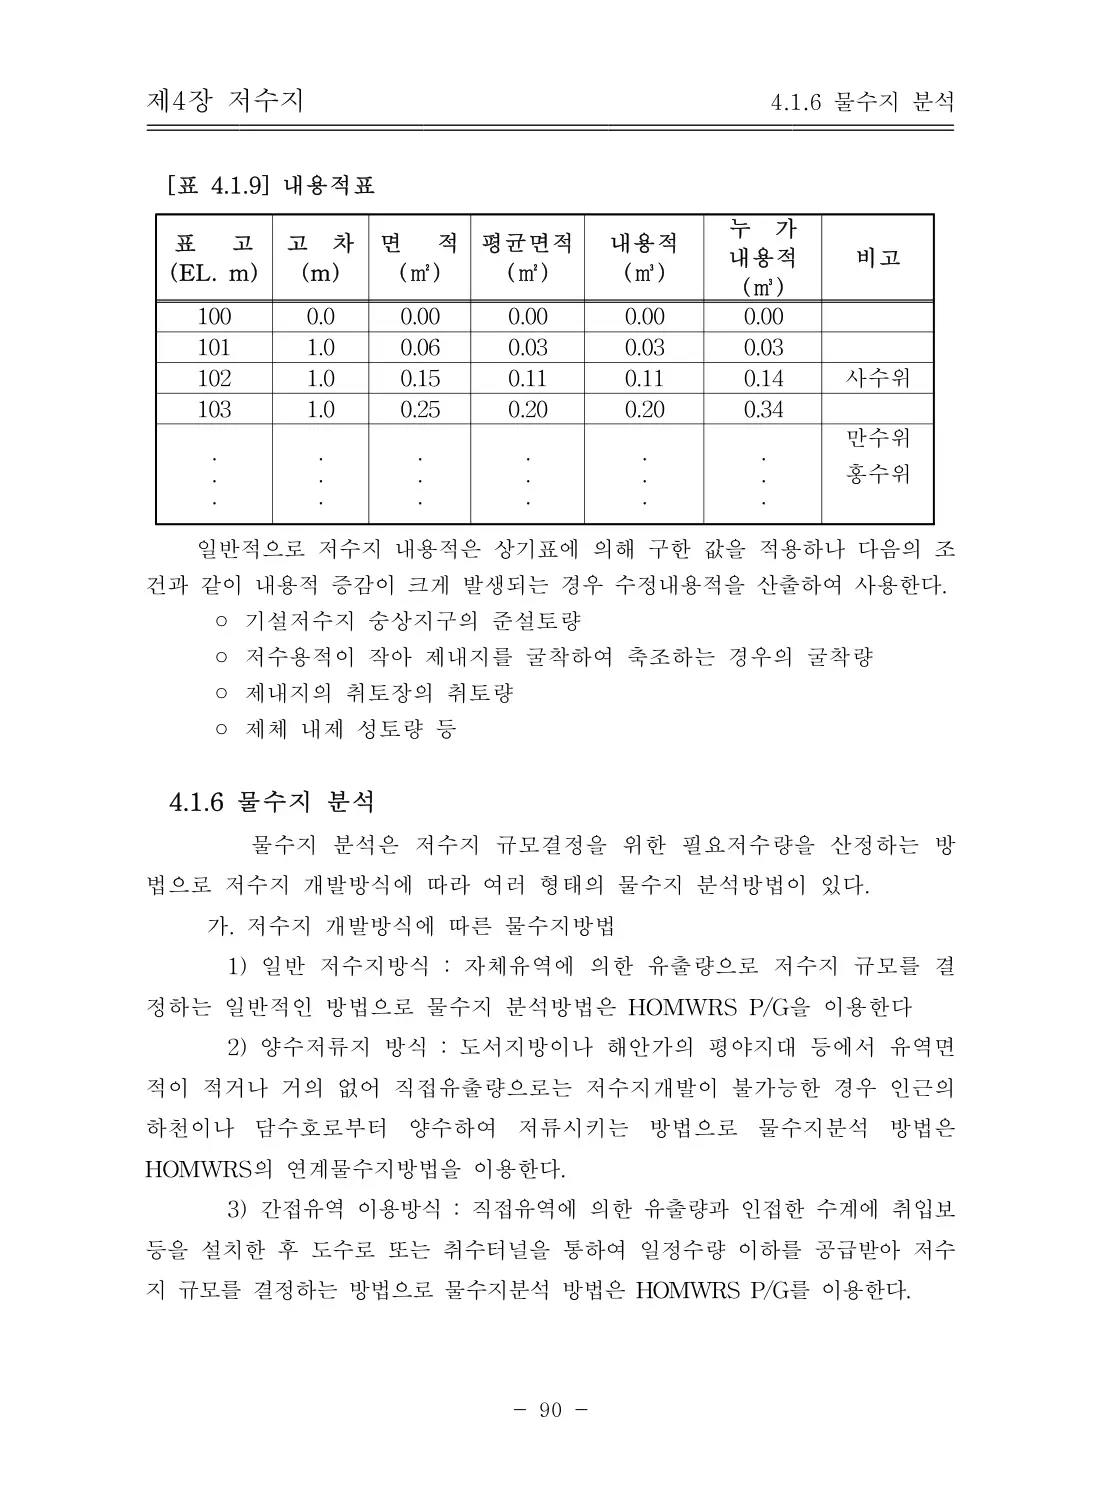 제4장 저수지 4.1.6 물수지 분석
[표 4.1.9] 내용적표
표 고 (EL. m) 고 차 (m) 면 적 (㎡) 평균면적 (㎡) 내용적 (㎥) 누 가 내용적 (㎥) 비고
100 0.0 0.00 0.00 0.00 0.00
101 1.0 0.06 0.03 0.03 0.03
102 1.0 0.15 0.11 0.11 0.14 사수위
103 1.0 0.25 0.20 0.20 0.34
만수위
. . . . . .
홍수위
. . . . . .
. . . . . .
일반적으로 저수지 내용적은 상기표에 의해 구한 값을 적용하나 다음의 조
건과 같이 내용적 증감이 크게 발생되는 경우 수정내용적을 산출하여 사용한다.
○ 기설저수지 숭상지구의 준설토량
○ 저수용적이 작아 제내지를 굴착하여 축조하는 경우의 굴착량
○ 제내지의 취토장의 취토량
○ 제체 내제 성토량 등
4.1.6 물수지 분석
물수지 분석은 저수지 규모결정을 위한 필요저수량을 산정하는 방
법으로 저수지 개발방식에 따라 여러 형태의 물수지 분석방법이 있다.
가. 저수지 개발방식에 따른 물수지방법
1) 일반 저수지방식 : 자체유역에 의한 유출량으로 저수지 규모를 결
정하는 일반적인 방법으로 물수지 분석방법은 HOMWRS P/G을 이용한다
2) 양수저류지 방식 : 도서지방이나 해안가의 평야지대 등에서 유역면
적이 적거나 거의 없어 직접유출량으로는 저수지개발이 불가능한 경우 인근의
하천이나 담수호로부터 양수하여 저류시키는 방법으로 물수지분석 방법은
HOMWRS의 연계물수지방법을 이용한다.
3) 간접유역 이용방식 : 직접유역에 의한 유출량과 인접한 수계에 취입보
등을 설치한 후 도수로 또는 취수터널을 통하여 일정수량 이하를 공급받아 저수
지 규모를 결정하는 방법으로 물수지분석 방법은 HOMWRS P/G를 이용한다.
- 90 -